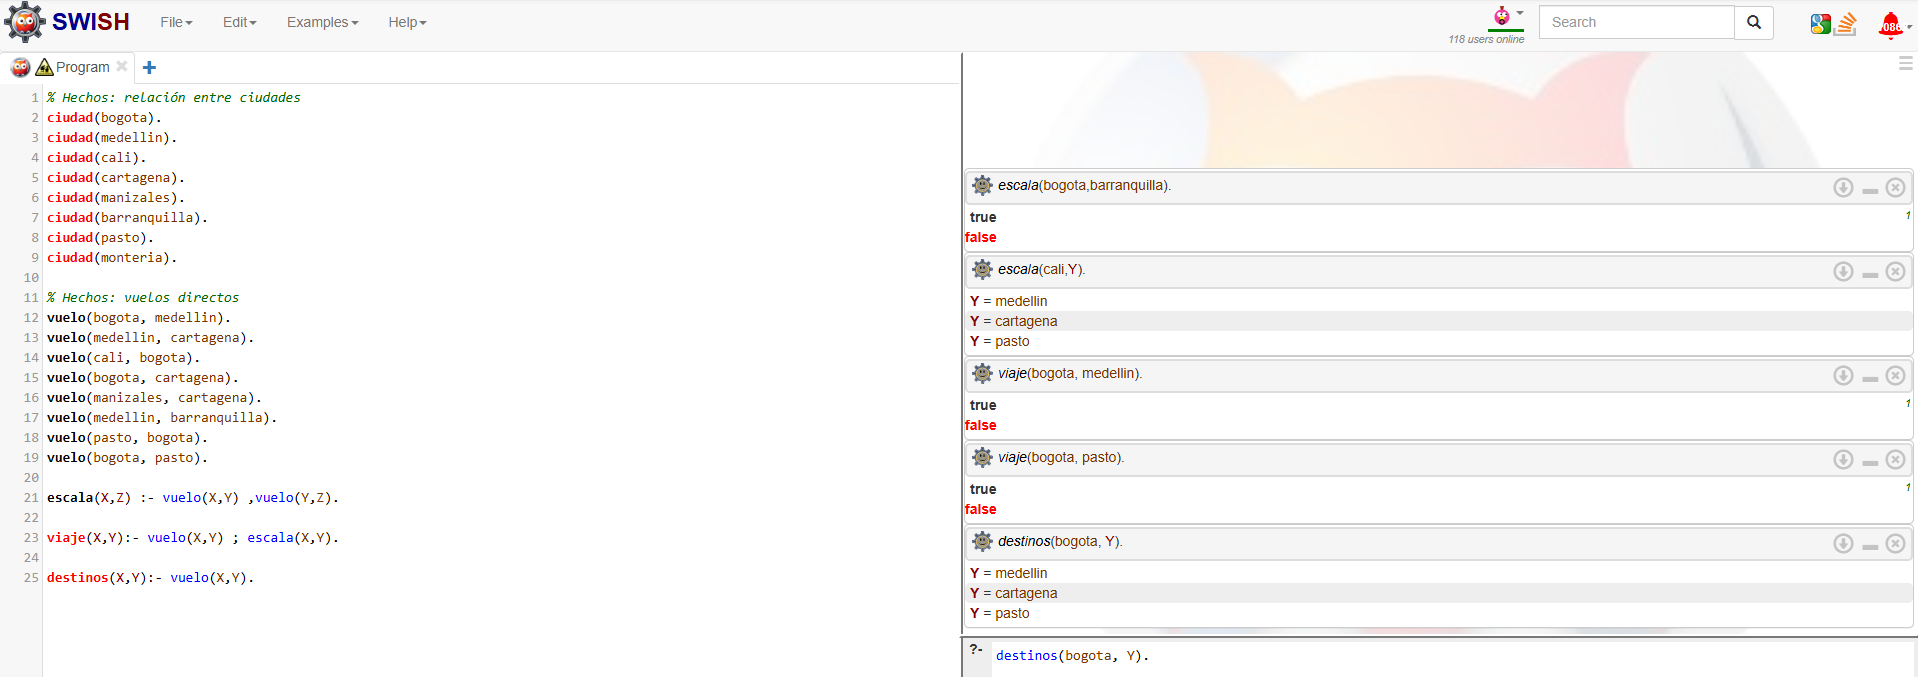 SWISH File Edit Examples Help 118 users online Search
Program
1 % Hechos: relación entre ciudades
2 ciudad(bogota).
3 ciudad(medellin).
4 ciudad(cali).
5 ciudad(cartagena).
6 ciudad(manizales).
7 ciudad(barranquilla).
8 ciudad(pasto).
9 ciudad(monteria).
10
11 % Hechos: vuelos directos
12 vuelo(bogota, medellin).
13 vuelo(medellin, cartagena).
14 vuelo(cali, bogota).
15 vuelo(bogota, cartagena).
16 vuelo(manizales, cartagena).
17 vuelo(medellin, barranquilla).
18 vuelo(pasto, bogota).
19 vuelo(bogota, pasto).
20
21 escala(X,Z) :- vuelo(X,Y) ,vuelo(Y,Z).
22
23 viaje(X,Y):- vuelo(X,Y) ; escala(X,Y).
24
25 destinos(X,Y):- vuelo(X,Y).
escala(bogota,barranquilla).
true 1
false
escala(cali,Y).
Y = medellin
Y = cartagena
Y = pasto
viaje(bogota, medellin).
true 1
false
viaje(bogota, pasto).
true 1
false
destinos(bogota, Y).
Y = medellin
Y = cartagena
Y = pasto
?- destinos(bogota, Y).